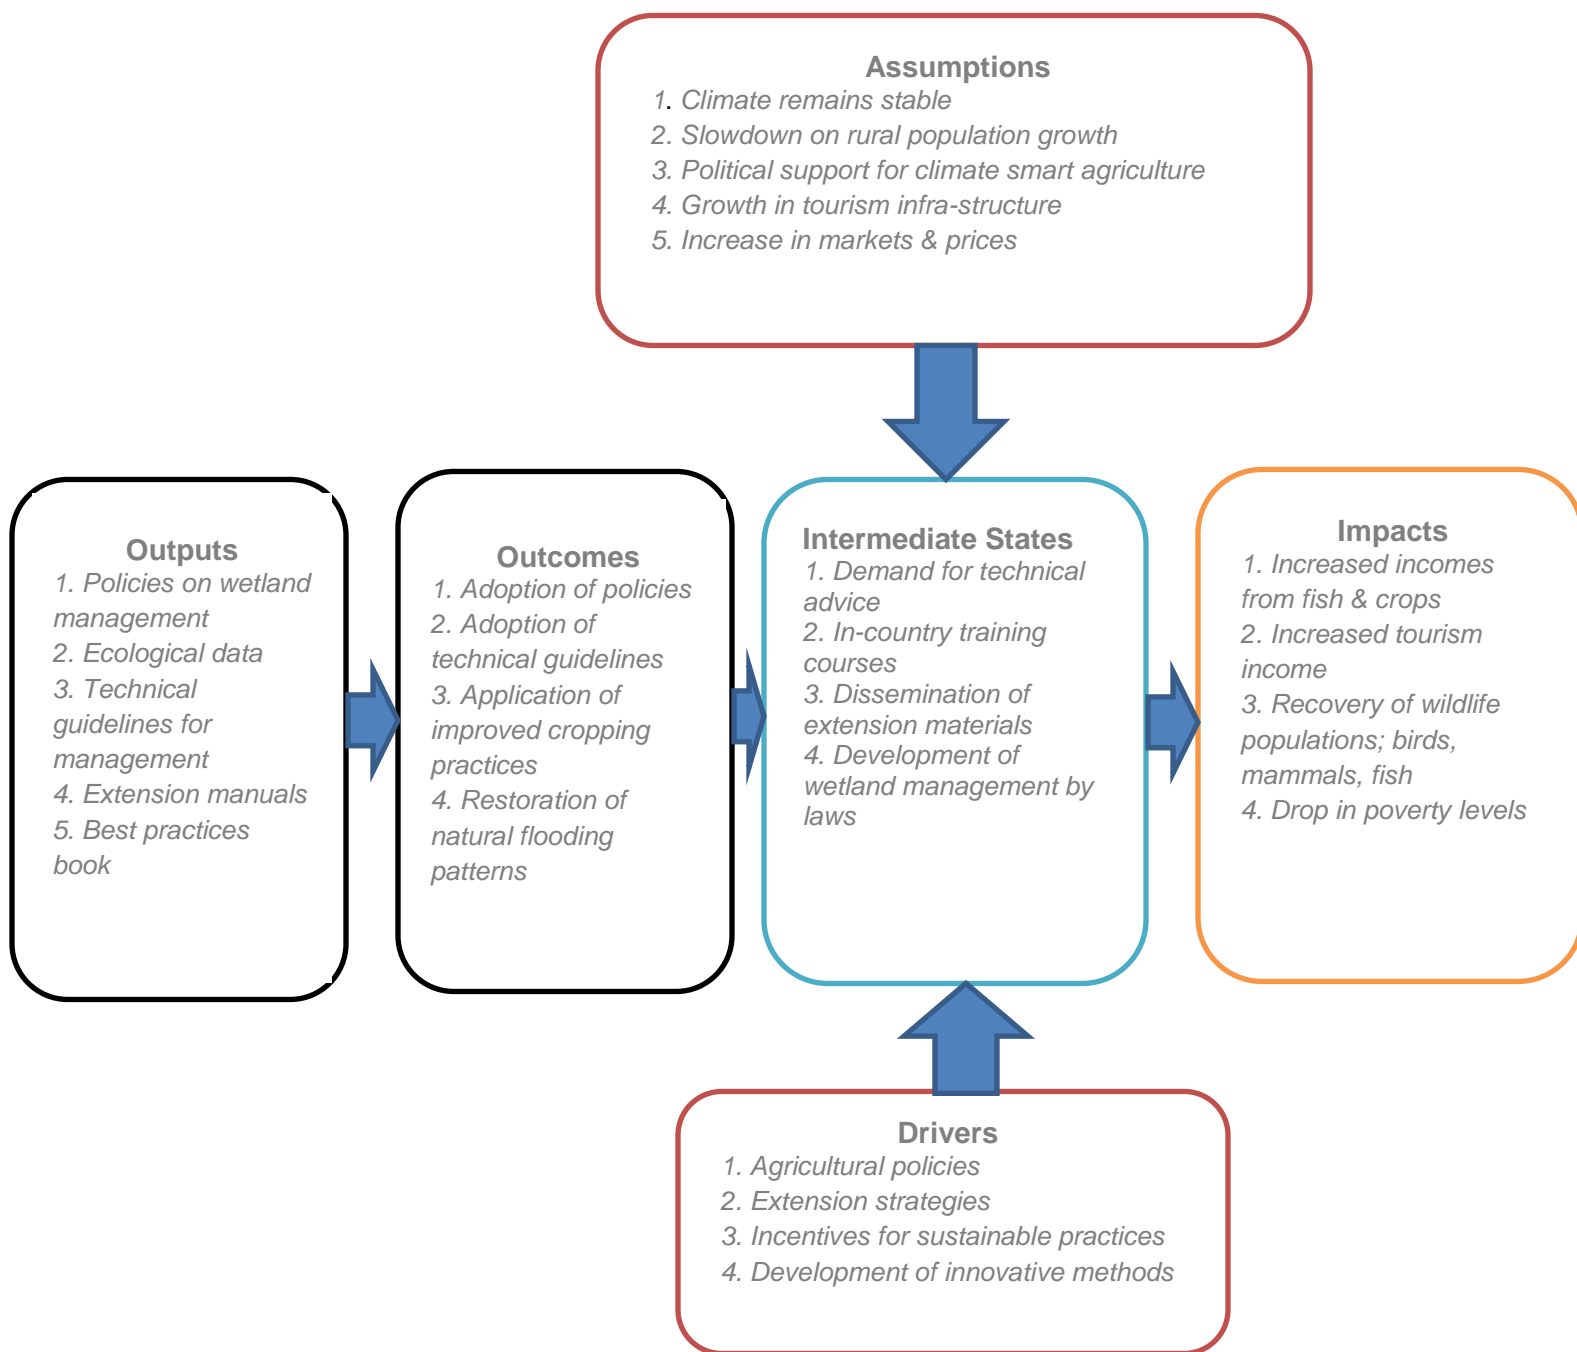 Assumptions
1. Climate remains stable
2. Slowdown on rural population growth
3. Political support for climate smart agriculture
4. Growth in tourism infra-structure
5. Increase in markets & prices
Outputs
1. Policies on wetland
management
2. Ecological data
3. Technical
guidelines for
management
4. Extension manuals
5. Best practices
book
Outcomes
1. Adoption of policies
2. Adoption of
technical guidelines
3. Application of
improved cropping
practices
4. Restoration of
natural flooding
patterns
Intermediate States
1. Demand for technical
advice
2. In-country training
courses
3. Dissemination of
extension materials
4. Development of
wetland management by
laws
Impacts
1. Increased incomes
from fish & crops
2. Increased tourism
income
3. Recovery of wildlife
populations; birds,
mammals, fish
4. Drop in poverty levels
Drivers
1. Agricultural policies
2. Extension strategies
3. Incentives for sustainable practices
4. Development of innovative methods